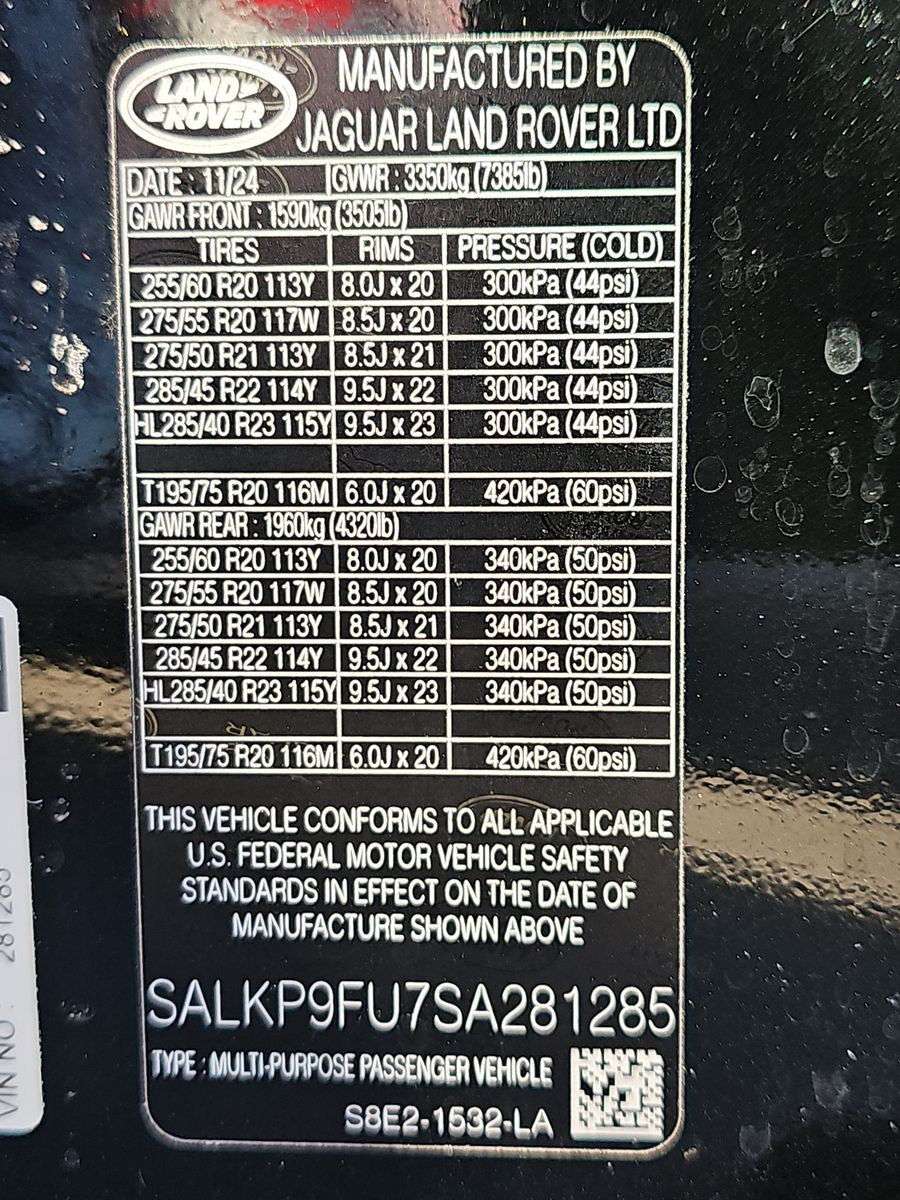 LAND
ROVER
MANUFACTURED BY
JAGUAR LAND ROVER LTD
DATE : 11/24 GVWR : 3350kg (7385lb)
GAWR FRONT : 1590kg (3505lb)
TIRES RIMS PRESSURE (COLD)
255/60 R20 113Y 8.0J x 20 300kPa (44psi)
275/55 R20 117W 8.5J x 20 300kPa (44psi)
275/50 R21 113Y 8.5J x 21 300kPa (44psi)
285/45 R22 114Y 9.5J x 22 300kPa (44psi)
HL285/40 R23 115Y 9.5J x 23 300kPa (44psi)
T195/75 R20 116M 6.0J x 20 420kPa (60psi)
GAWR REAR : 1960kg (4320lb)
255/60 R20 113Y 8.0J x 20 340kPa (50psi)
275/55 R20 117W 8.5J x 20 340kPa (50psi)
275/50 R21 113Y 8.5J x 21 340kPa (50psi)
285/45 R22 114Y 9.5J x 22 340kPa (50psi)
HL285/40 R23 115Y 9.5J x 23 340kPa (50psi)
T195/75 R20 116M 6.0J x 20 420kPa (60psi)
THIS VEHICLE CONFORMS TO ALL APPLICABLE
U.S. FEDERAL MOTOR VEHICLE SAFETY
STANDARDS IN EFFECT ON THE DATE OF
MANUFACTURE SHOWN ABOVE
SALKP9FU7SA281285
TYPE : MULTI-PURPOSE PASSENGER VEHICLE
S8E2-1532-LA
VIN NO : 281285